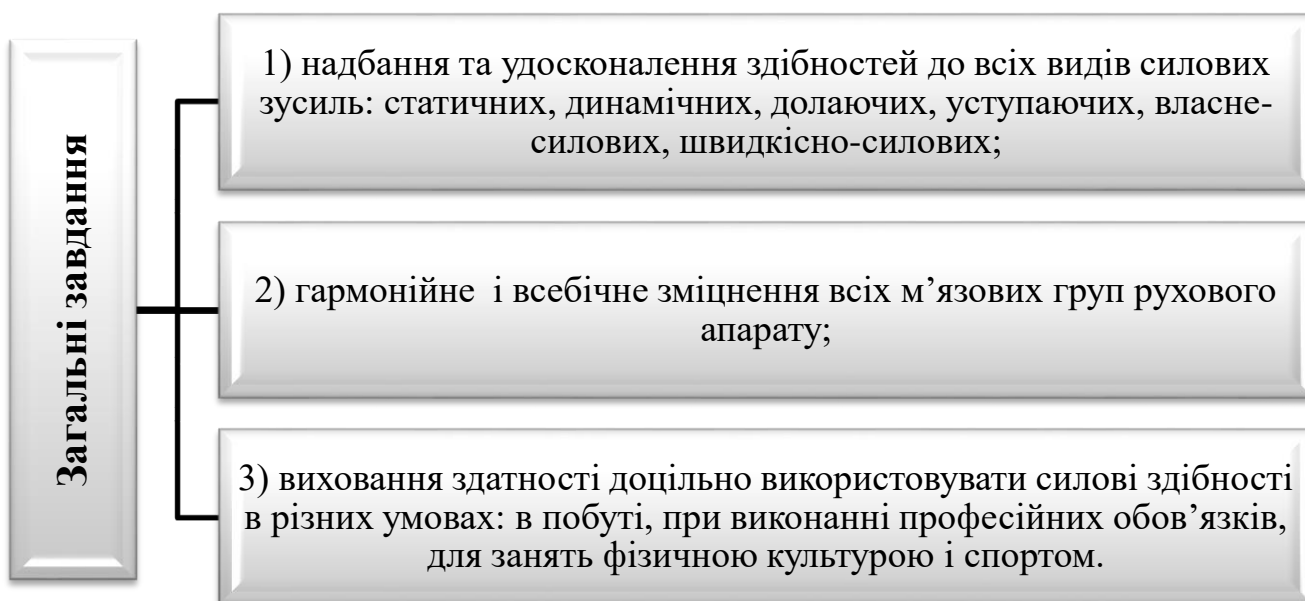 Загальні завдання
1) надбання та удосконалення здібностей до всіх видів силових
зусиль: статичних, динамічних, долаючих, уступаючих, власне-
силових, швидкісно-силових;
2) гармонійне і всебічне зміцнення всіх м’язових груп рухового
апарату;
3) виховання здатності доцільно використовувати силові здібності
в різних умовах: в побуті, при виконанні професійних обов’язків,
для занять фізичною культурою і спортом.